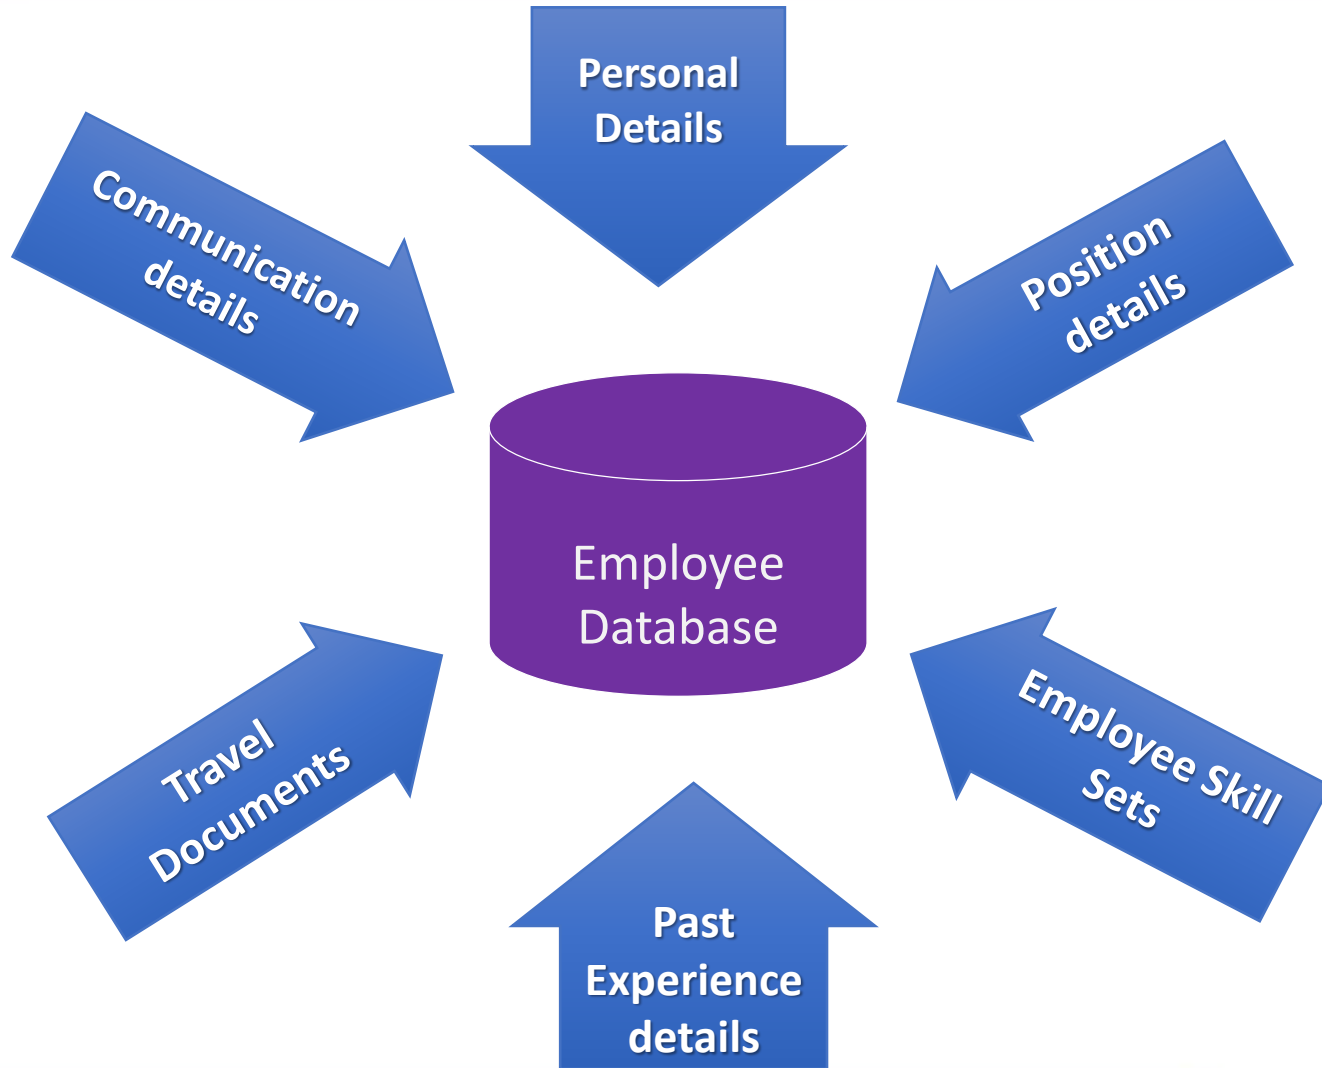 Personal
Details
Communication
details
Position
details
Employee
Database
Travel
Documents
Employee Skill
Sets
Past
Experience
details